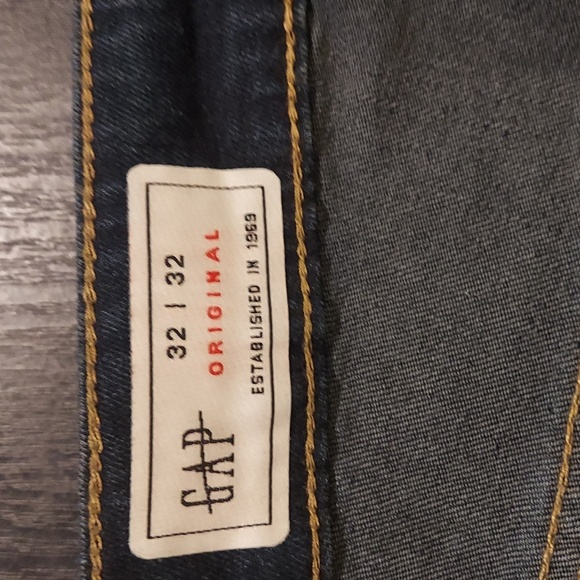 GAP
32 | 32
ORIGINAL
ESTABLISHED IN 1969